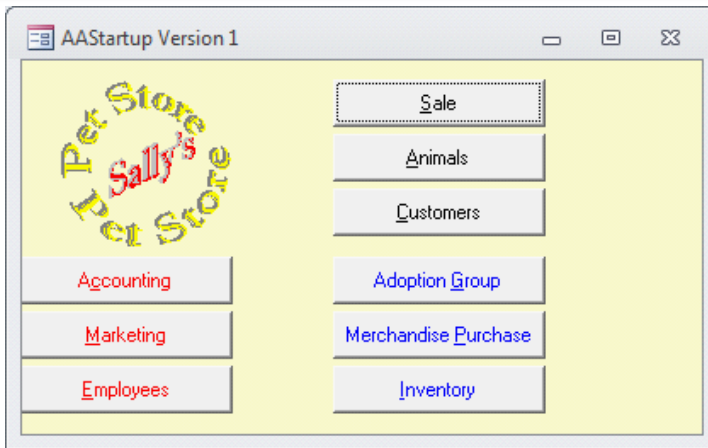 AAStartup Version 1
Pet Store
Sally's
Pet Store
Sale
Animals
Customers
Accounting
Marketing
Employees
Adoption Group
Merchandise Purchase
Inventory